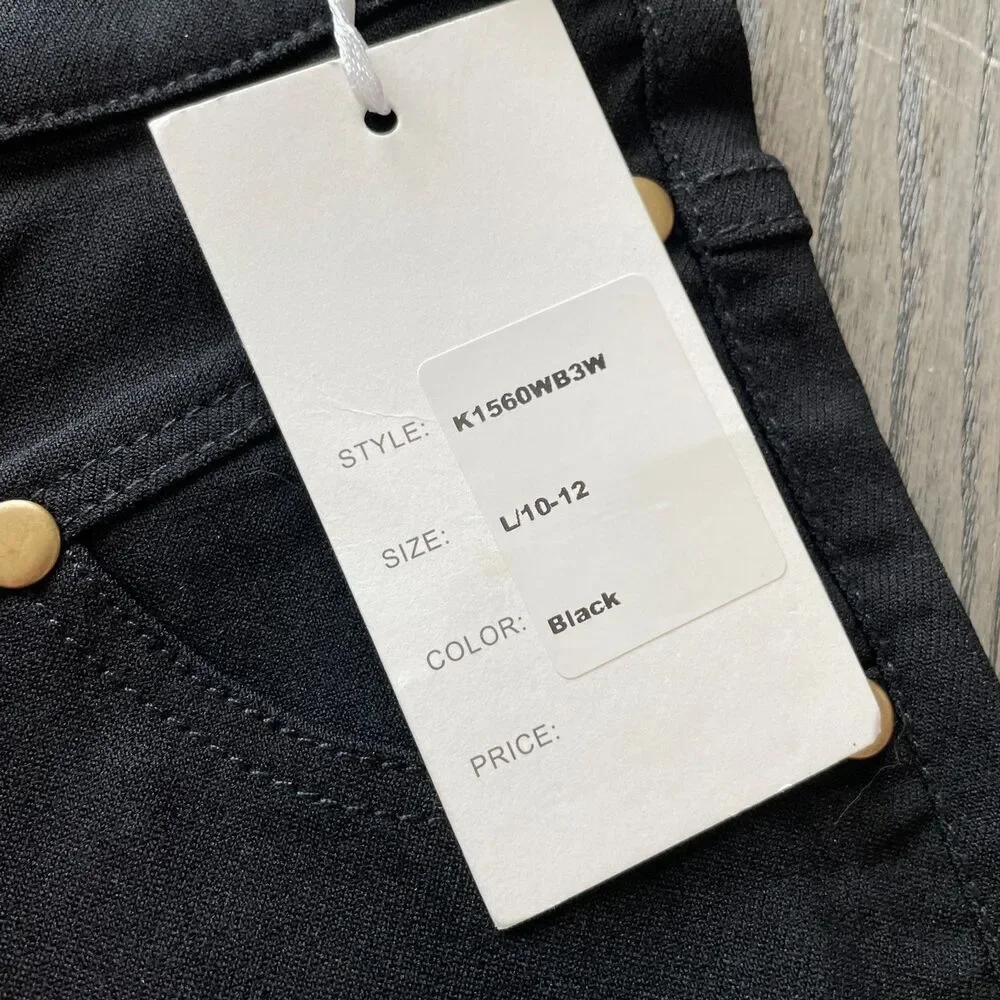 STYLE: K1560WB3W
SIZE: L/10-12
COLOR: Black
PRICE: